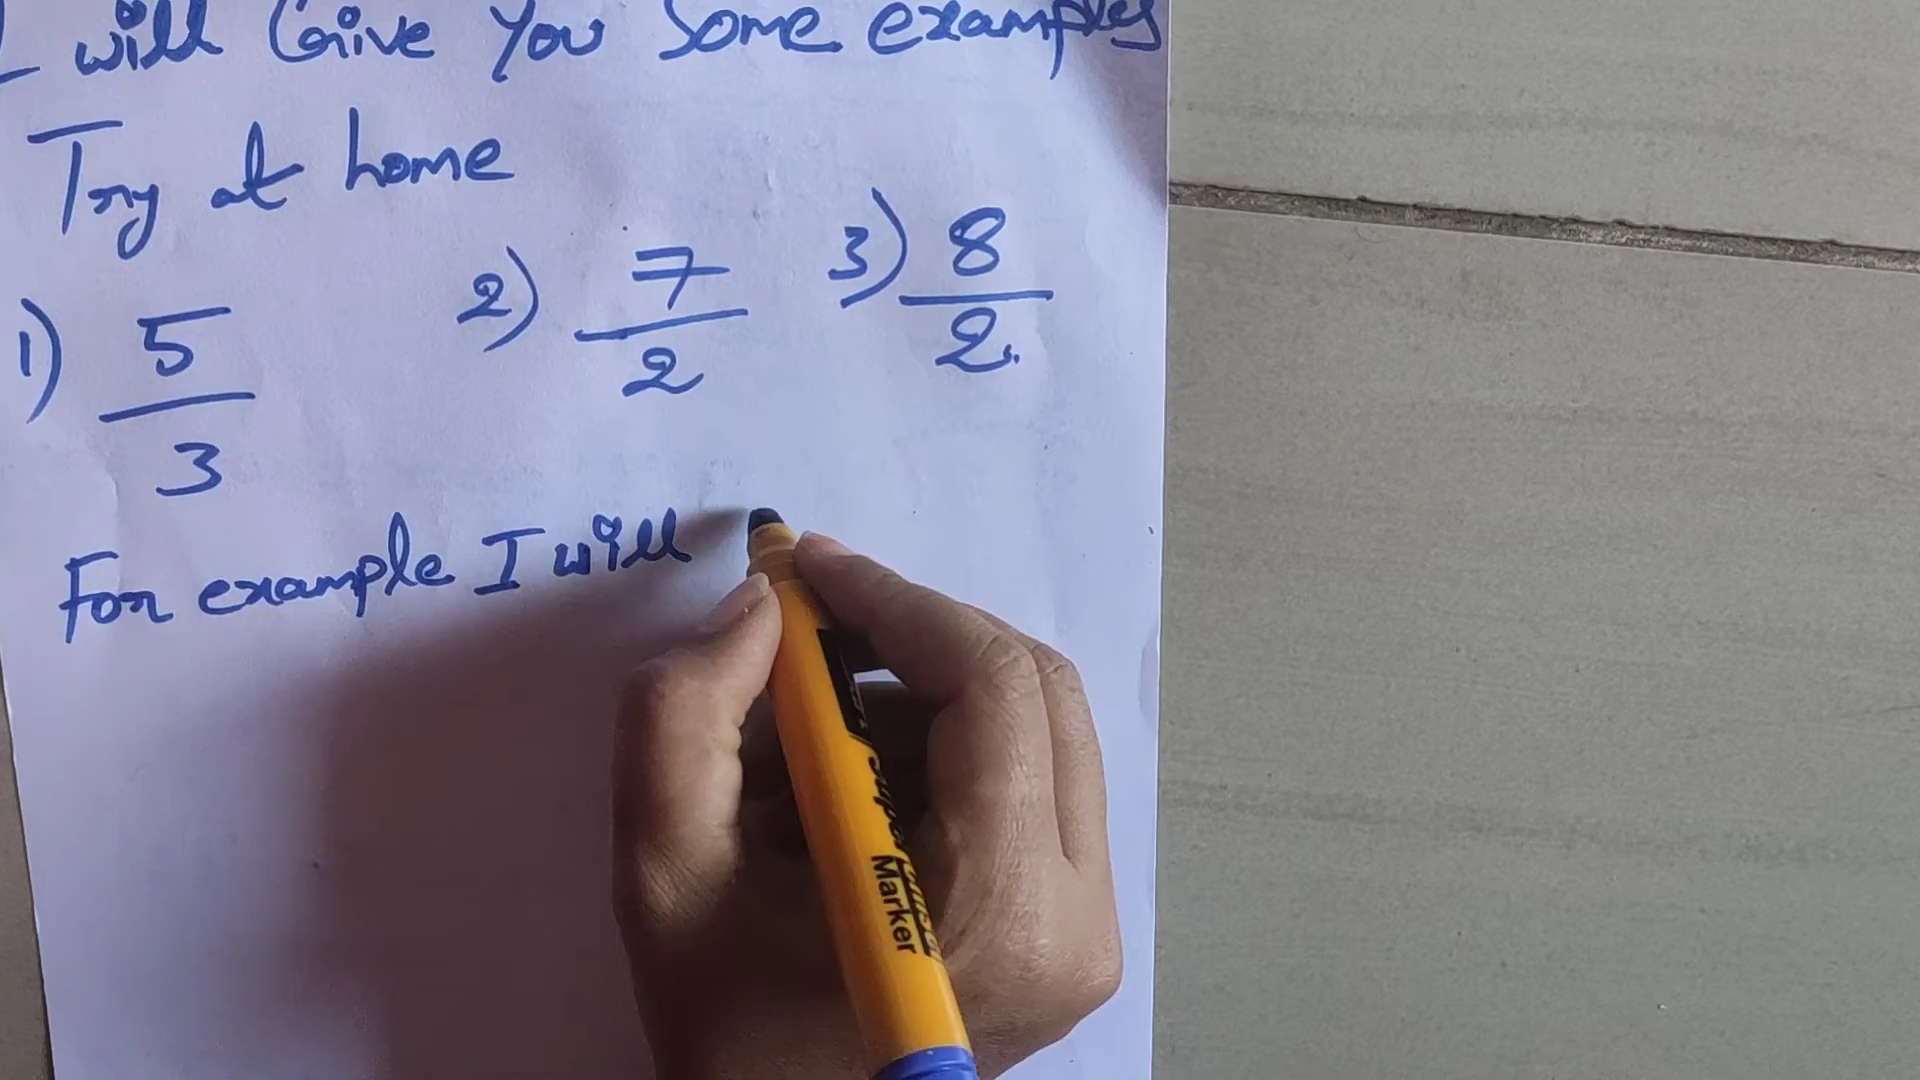 I will Give You Some examples
Try at home
1) 5/3 2) 7/2 3) 8/2
For example I will
Marker